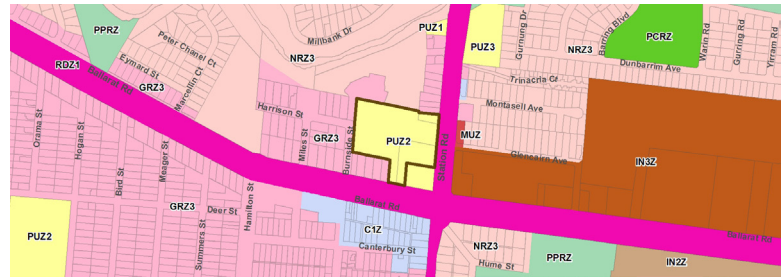 PUZ1
PPRZ
Millbank Dr
Gurnung Dr
Barring Blvd
PCRZ
Warin Rd
Gurring Rd
Yirram Rd
Peter Chanel Ct
NRZ3
PUZ3
NRZ3
RDZ1
Eymard St
Dunbarrim Ave
Ballarat Rd
GRZ3
Marcellin Ct
Trinacria Ct
Harrison St
Montasell Ave
Orama St
Hogan St
Miles St
GRZ3
Burnside St
PUZ2
MUZ
Station Rd
Glencairn Ave
IN3Z
Bird St
Meager St
Hamilton St
Ballarat Rd
GRZ3
Deer St
C1Z
Ballarat Rd
PUZ2
Summers St
Canterbury St
NRZ3
Hume St
PPRZ
IN2Z